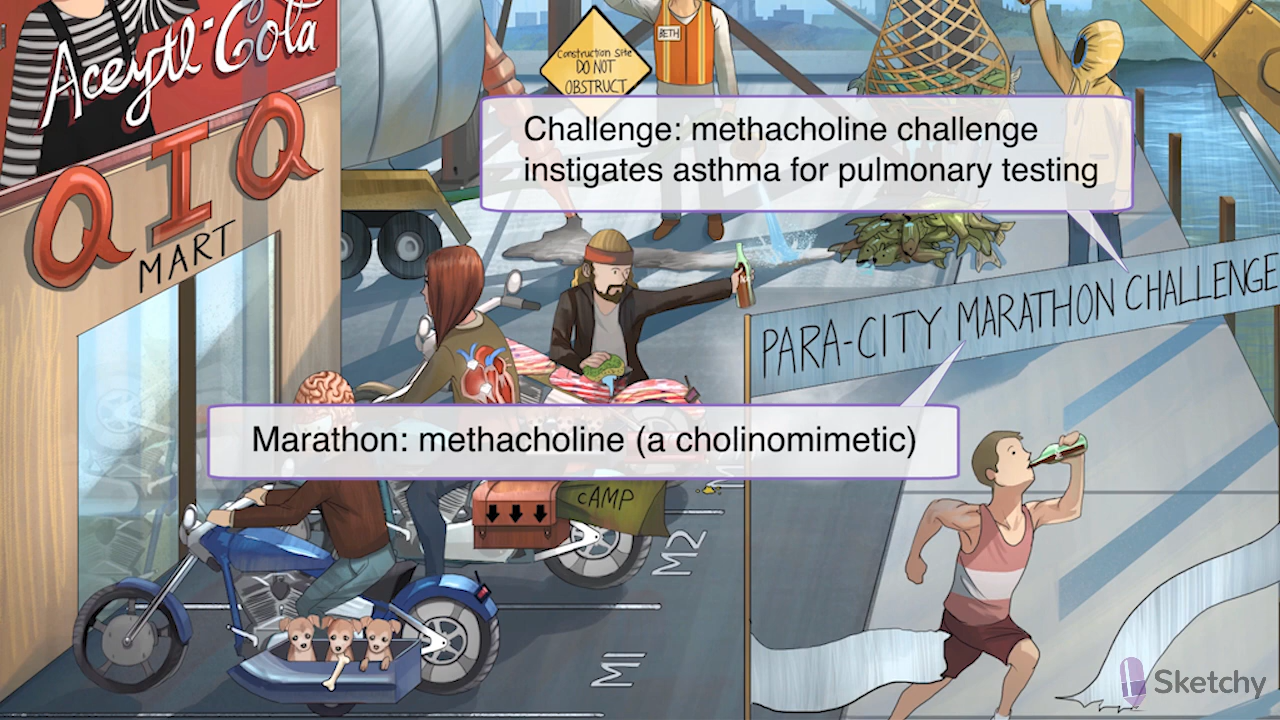 Aceytl-Cola
QIQ
MART
Construction Site
DO NOT
OBSTRUCT
BETH
Challenge: methacholine challenge
instigates asthma for pulmonary testing
PARA-CITY MARATHON CHALLENGE
Marathon: methacholine (a cholinomimetic)
cAMP
M2
M1
Sketchy